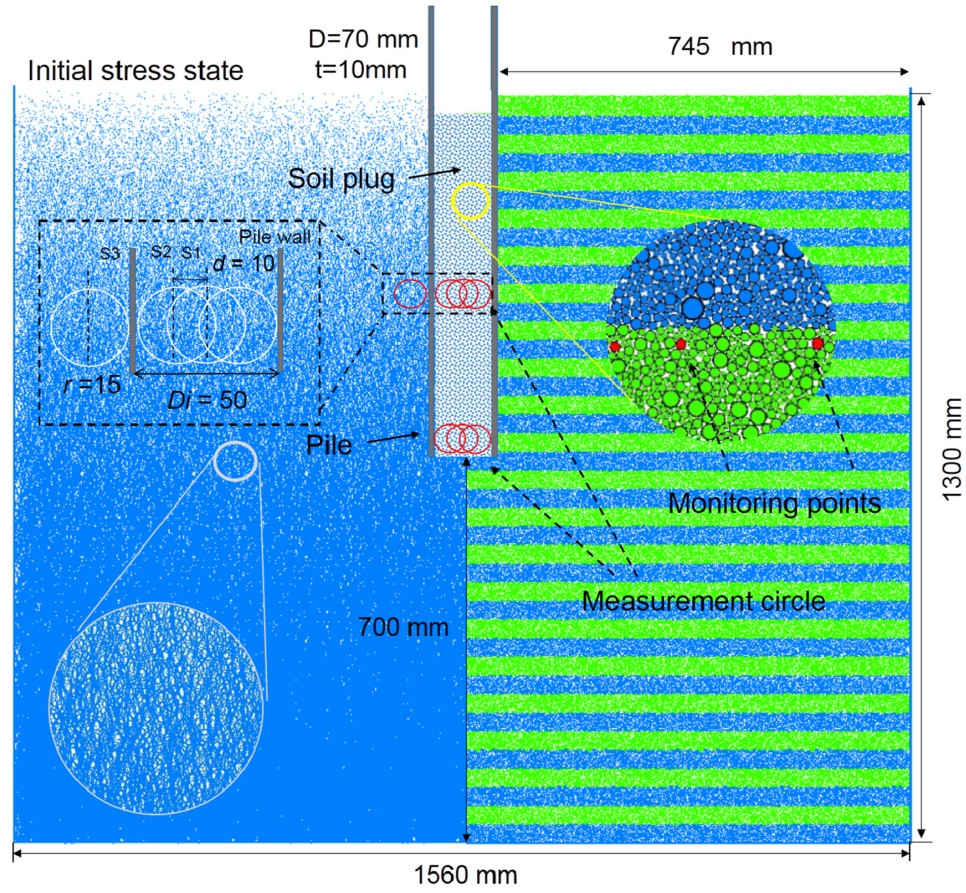 D=70 mm
t=10mm
745 mm
Initial stress state
Soil plug
S3
S2
S1
Pile wall
d = 10
r =15
Di = 50
Pile
Monitoring points
Measurement circle
700 mm
1300 mm
1560 mm